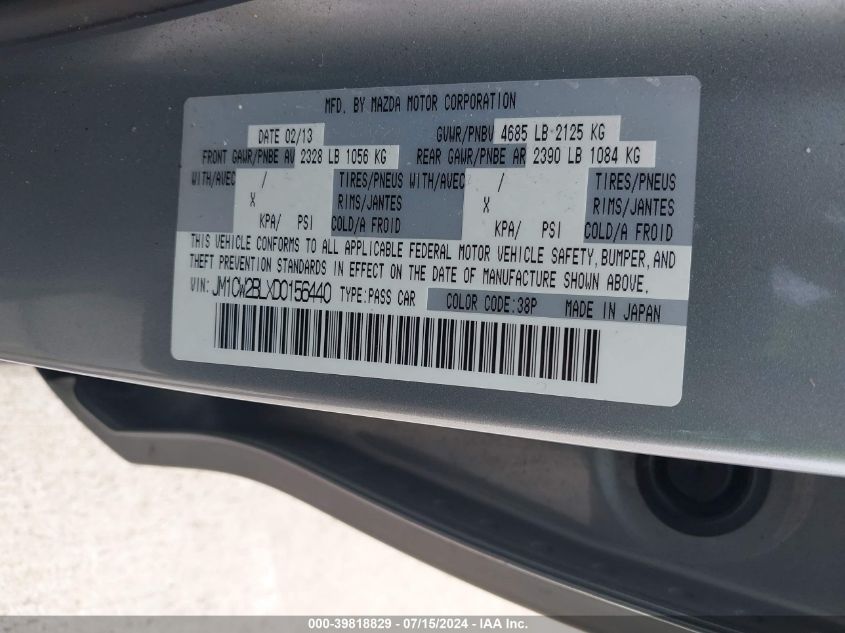 MFD. BY MAZDA MOTOR CORPORATION
DATE 02/13 GVWR/PNBV 4685 LB 2125 KG
FRONT GAWR/PNBE AV 2328 LB 1056 KG REAR GAWR/PNBE AR 2390 LB 1084 KG
WITH/AVEC / TIRES/PNEUS WITH/AVEC / TIRES/PNEUS
X RIMS/JANTES X RIMS/JANTES
KPA/ PSI COLD/A FROID KPA/ PSI COLD/A FROID
THIS VEHICLE CONFORMS TO ALL APPLICABLE FEDERAL MOTOR VEHICLE SAFETY,BUMPER,AND
THEFT PREVENTION STANDARDS IN EFFECT ON THE DATE OF MANUFACTURE SHOWN ABOVE.
VIN: JM1CW2BLXD0156440 TYPE:PASS CAR COLOR CODE:38P MADE IN JAPAN
000-39818829 - 07/15/2024 - IAA Inc.